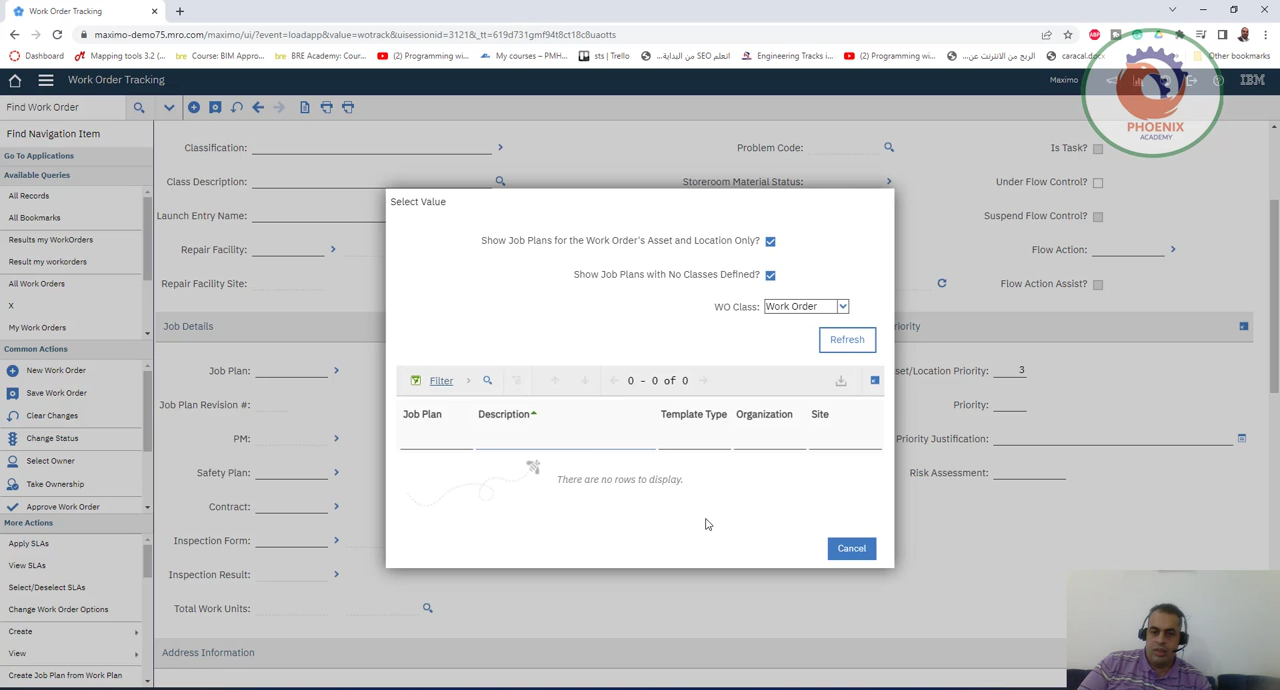 Work Order Tracking
maximo-demo75.mro.com/maximo/ui/?event=loadapp&value=wotrack&uisessionid=3121&_tt=619d731gmf94t8ct18c8uaotts
Dashboard
Mapping tools 3.2 (...
Course: BIM Appro...
BRE Academy: Cour...
(2) Programming wi...
My courses – PMH...
sts | Trello
اتعلم SEO من البداية...
Engineering Tracks i...
(2) Programming wi...
الربح من الانترنت عن...
caracal.docx
Other bookmarks
Work Order Tracking
Maximo
IBM
PHOENIX
ACADEMY
Find Work Order
Find Navigation Item
Go To Applications
Available Queries
All Records
All Bookmarks
Results my WorkOrders
Result my workorders
All Work Orders
X
My Work Orders
Common Actions
New Work Order
Save Work Order
Clear Changes
Change Status
Select Owner
Take Ownership
Approve Work Order
More Actions
Apply SLAs
View SLAs
Select/Deselect SLAs
Change Work Order Options
Create
View
Create Job Plan from Work Plan
Classification:
Problem Code:
Is Task?
Class Description:
Storeroom Material Status:
Under Flow Control?
Launch Entry Name:
Suspend Flow Control?
Repair Facility:
Flow Action:
Repair Facility Site:
Flow Action Assist?
Job Details
Job Plan:
Job Plan Revision #:
PM:
Safety Plan:
Contract:
Inspection Form:
Inspection Result:
Total Work Units:
Address Information
Select Value
Show Job Plans for the Work Order's Asset and Location Only?
Show Job Plans with No Classes Defined?
WO Class: Work Order
Refresh
Filter
0 - 0 of 0
Job Plan Description Template Type Organization Site
There are no rows to display.
Cancel
riority
sset/Location Priority: 3
Priority:
Priority Justification:
Risk Assessment: